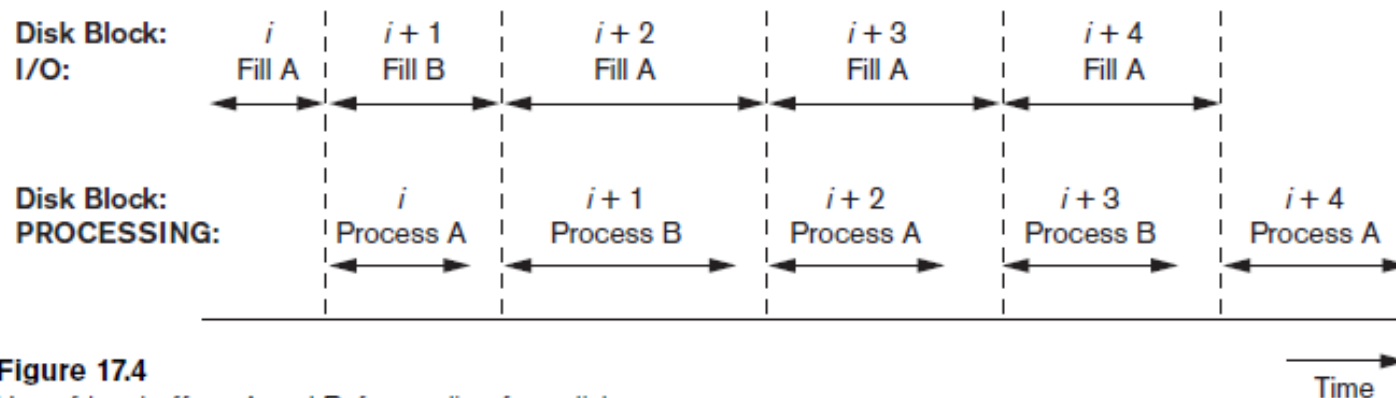 Disk Block: i i + 1 i + 2 i + 3 i + 4
I/O: Fill A Fill B Fill A Fill A Fill A
Disk Block: i i + 1 i + 2 i + 3 i + 4
PROCESSING: Process A Process B Process A Process B Process A
Figure 17.4
Time